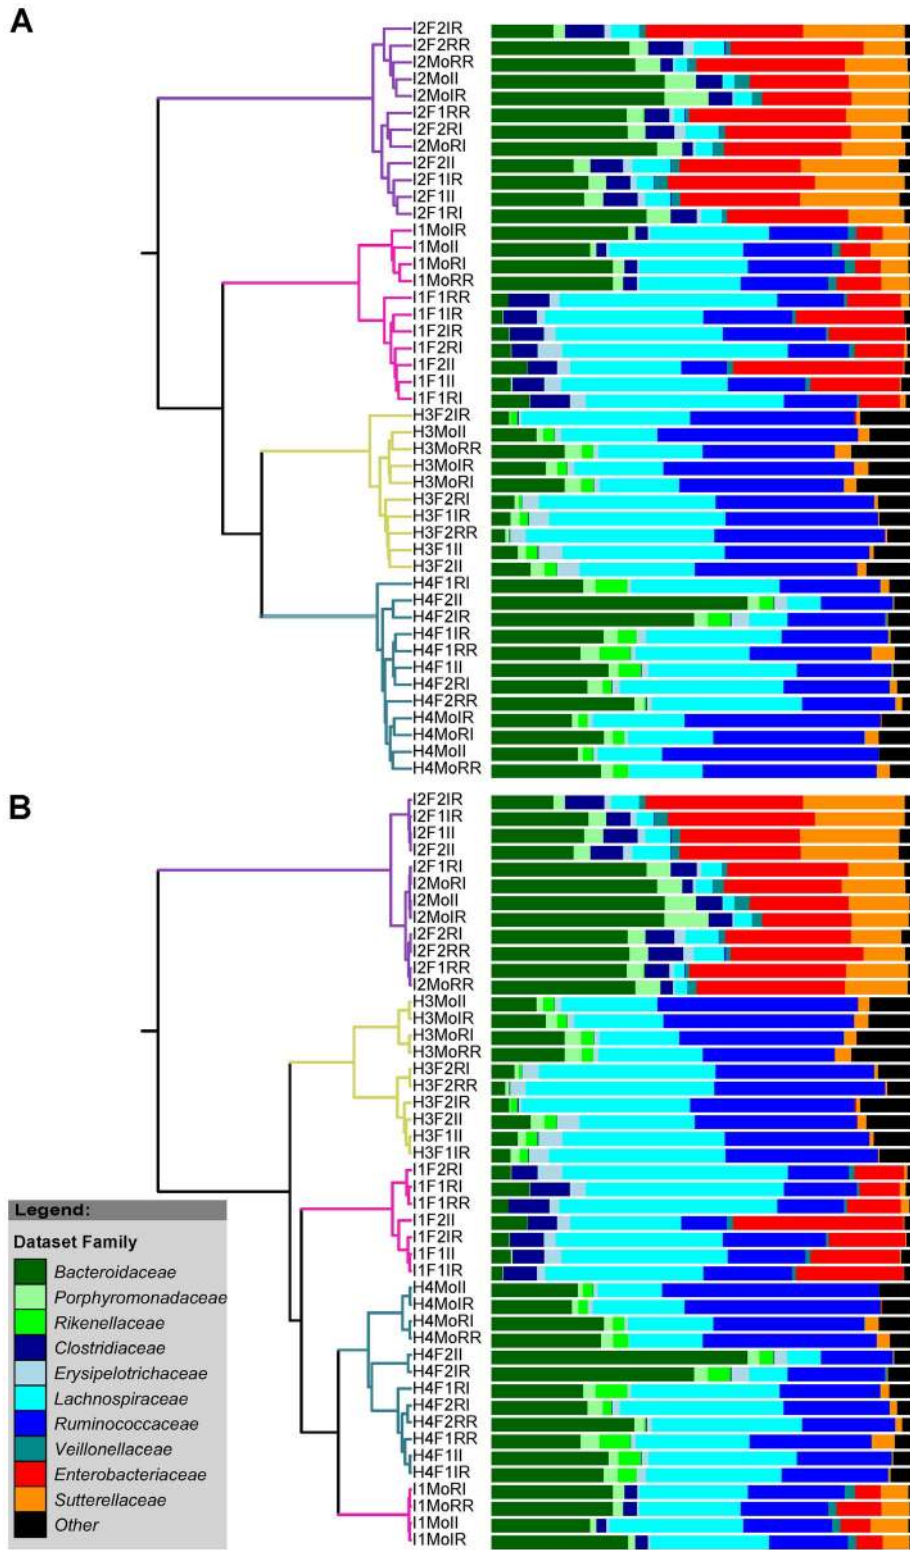 A
I2F2IR
I2F2RR
I2MoRR
I2MoII
I2MoIR
I2F1RR
I2F2RI
I2MoRI
I2F2II
I2F1IR
I2F1II
I2F1RI
I1MoIR
I1MoII
I1MoRI
I1MoRR
I1F1RR
I1F1IR
I1F2IR
I1F2RI
I1F2II
I1F1II
I1F1RI
H3F2IR
H3MoII
H3MoRR
H3MoIR
H3MoRI
H3F2RI
H3F1IR
H3F2RR
H3F1II
H3F2II
H4F1RI
H4F2II
H4F2IR
H4F1IR
H4F1RR
H4F1II
H4F2RI
H4F2RR
H4MoIR
H4MoRI
H4MoII
H4MoRR
B
I2F2IR
I2F1IR
I2F1II
I2F2II
I2F1RI
I2MoRI
I2MoII
I2MoIR
I2F2RI
I2F2RR
I2F1RR
I2MoRR
H3MoII
H3MoIR
H3MoRI
H3MoRR
H3F2RI
H3F2RR
H3F2IR
H3F2II
H3F1II
H3F1IR
I1F2RI
I1F1RI
I1F1RR
I1F2II
I1F2IR
I1F1II
I1F1IR
H4MoII
H4MoIR
H4MoRI
H4MoRR
H4F2II
H4F2IR
H4F1RI
H4F2RI
H4F2RR
H4F1RR
H4F1II
H4F1IR
I1MoRI
I1MoRR
I1MoII
I1MoIR
Legend:
Dataset Family
Bacteroidaceae
Porphyromonadaceae
Rikenellaceae
Clostridiaceae
Erysipelotrichaceae
Lachnospiraceae
Ruminococcaceae
Veillonellaceae
Enterobacteriaceae
Sutterellaceae
Other